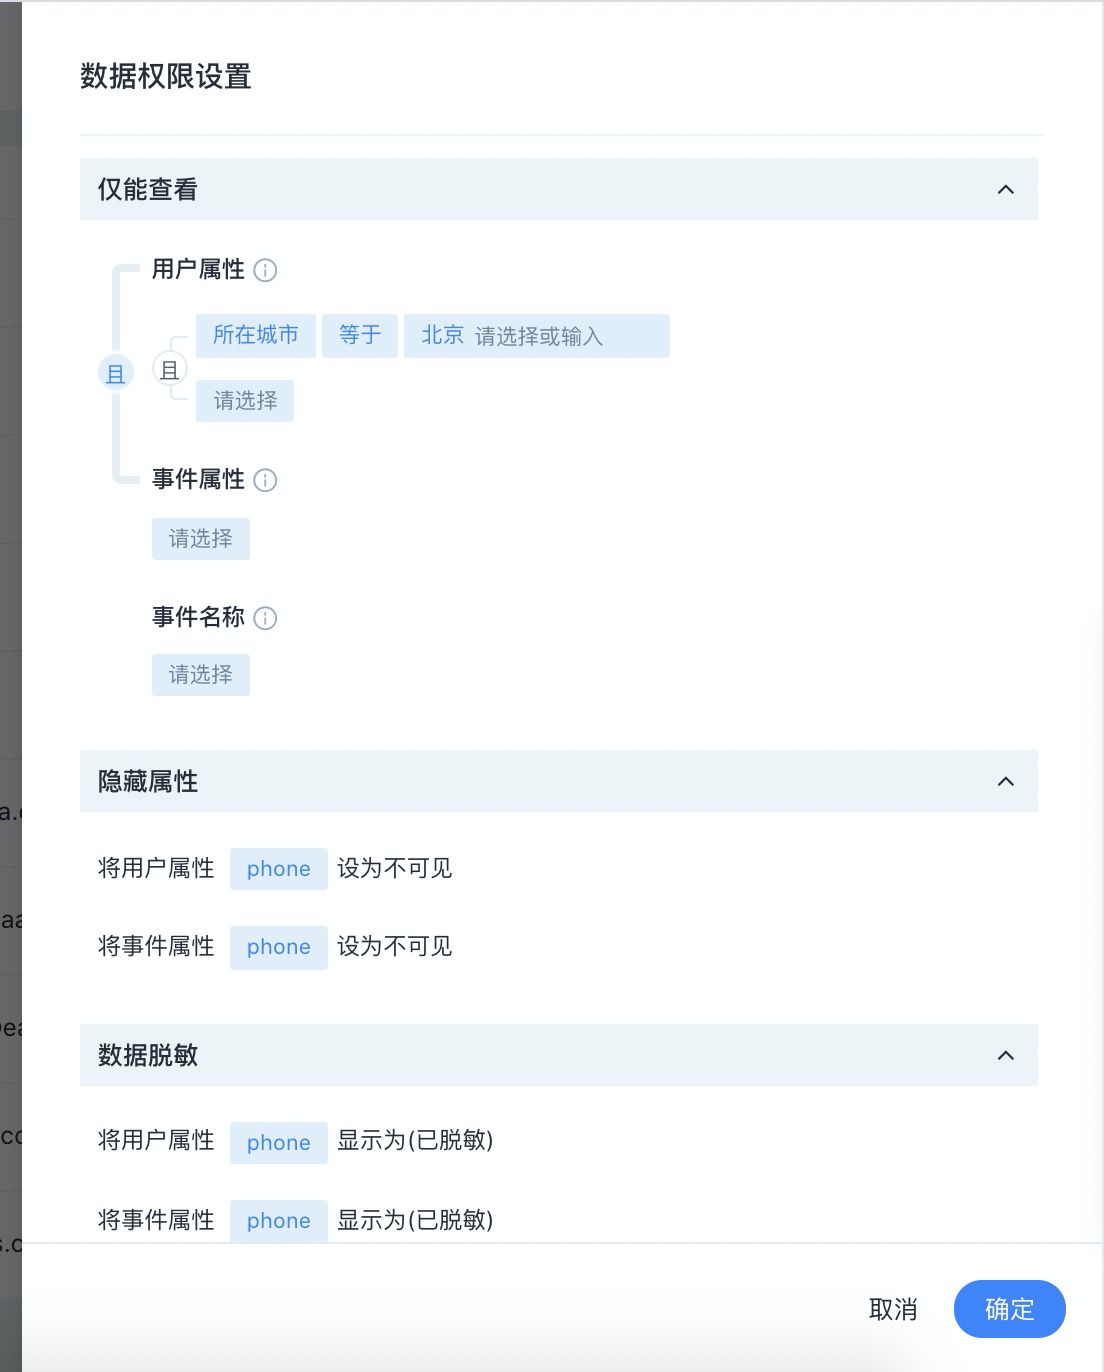 数据权限设置
仅能查看
用户属性
所在城市 等于 北京 请选择或输入
且 且
请选择
事件属性
请选择
事件名称
请选择
隐藏属性
将用户属性 phone 设为不可见
将事件属性 phone 设为不可见
数据脱敏
将用户属性 phone 显示为(已脱敏)
将事件属性 phone 显示为(已脱敏)
取消 确定